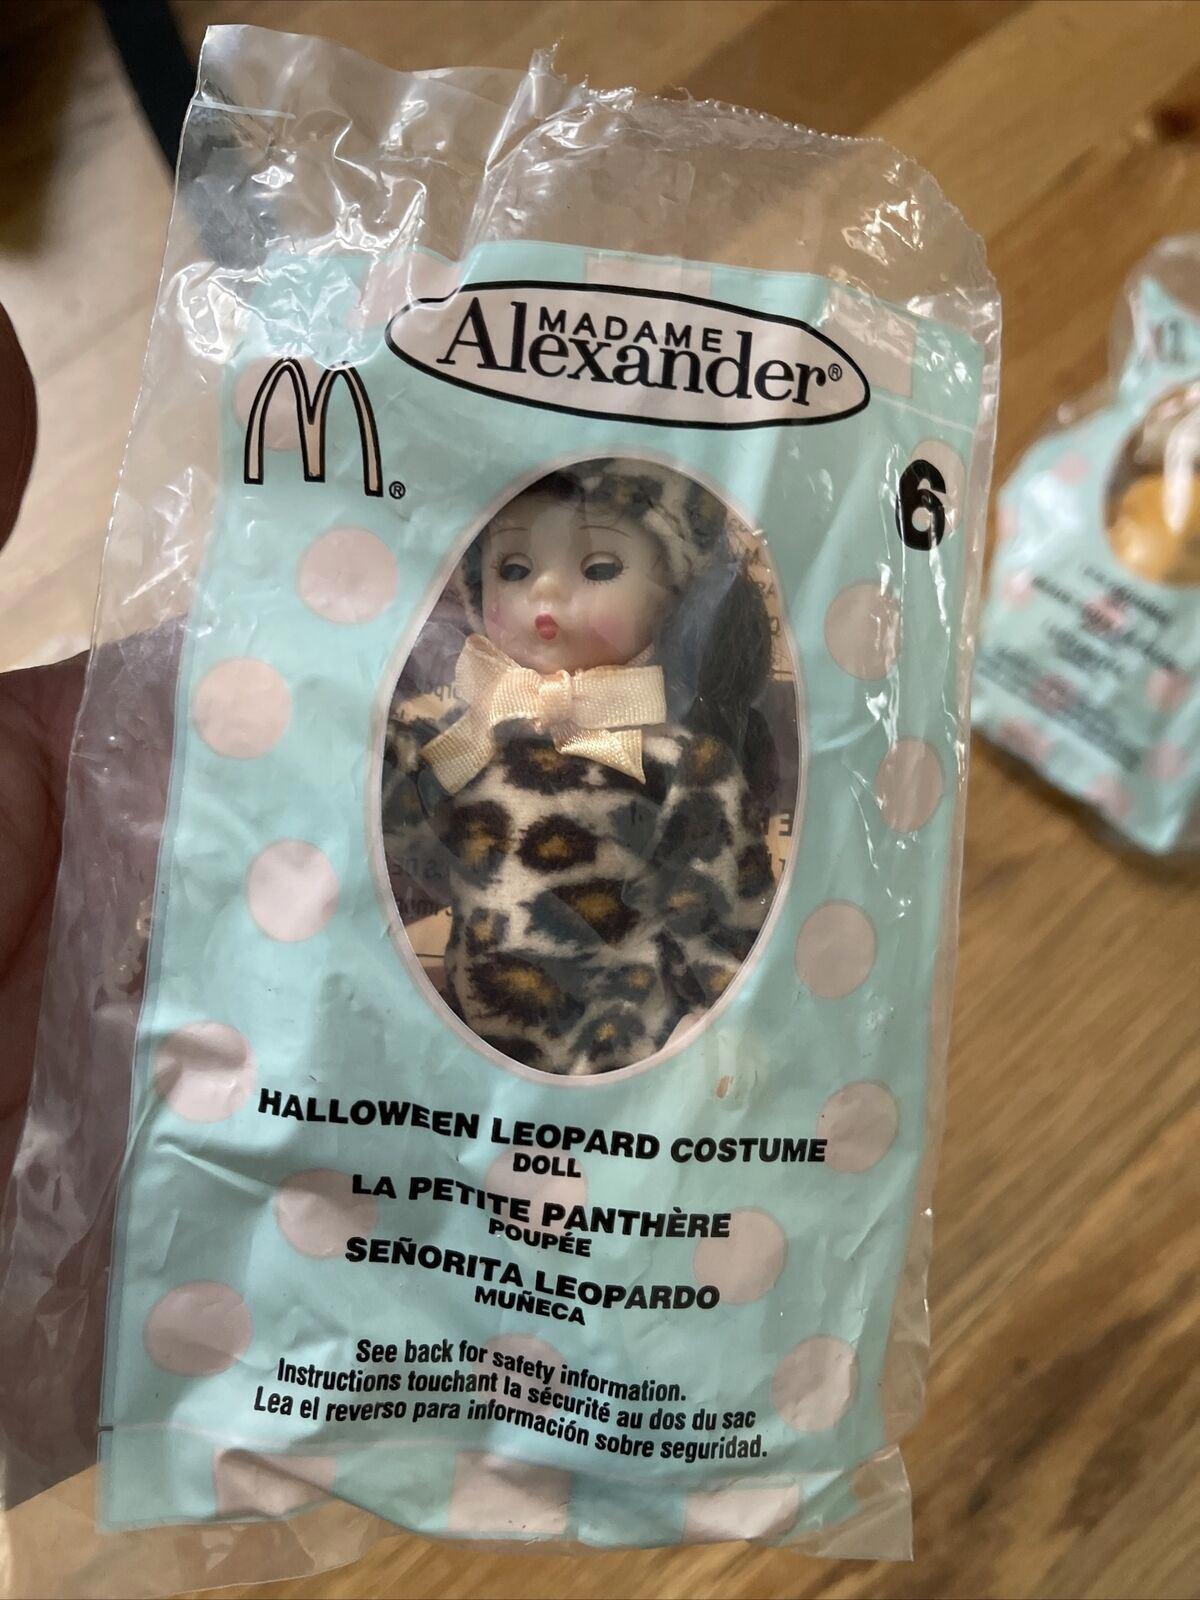 MADAME
Alexander®
M®
6
HALLOWEEN LEOPARD COSTUME
DOLL
LA PETITE PANTHÈRE
POUPÉE
SEÑORITA LEOPARDO
MUÑECA
See back for safety information.
Instructions touchant la sécurité au dos du sac
Lea el reverso para información sobre seguridad.